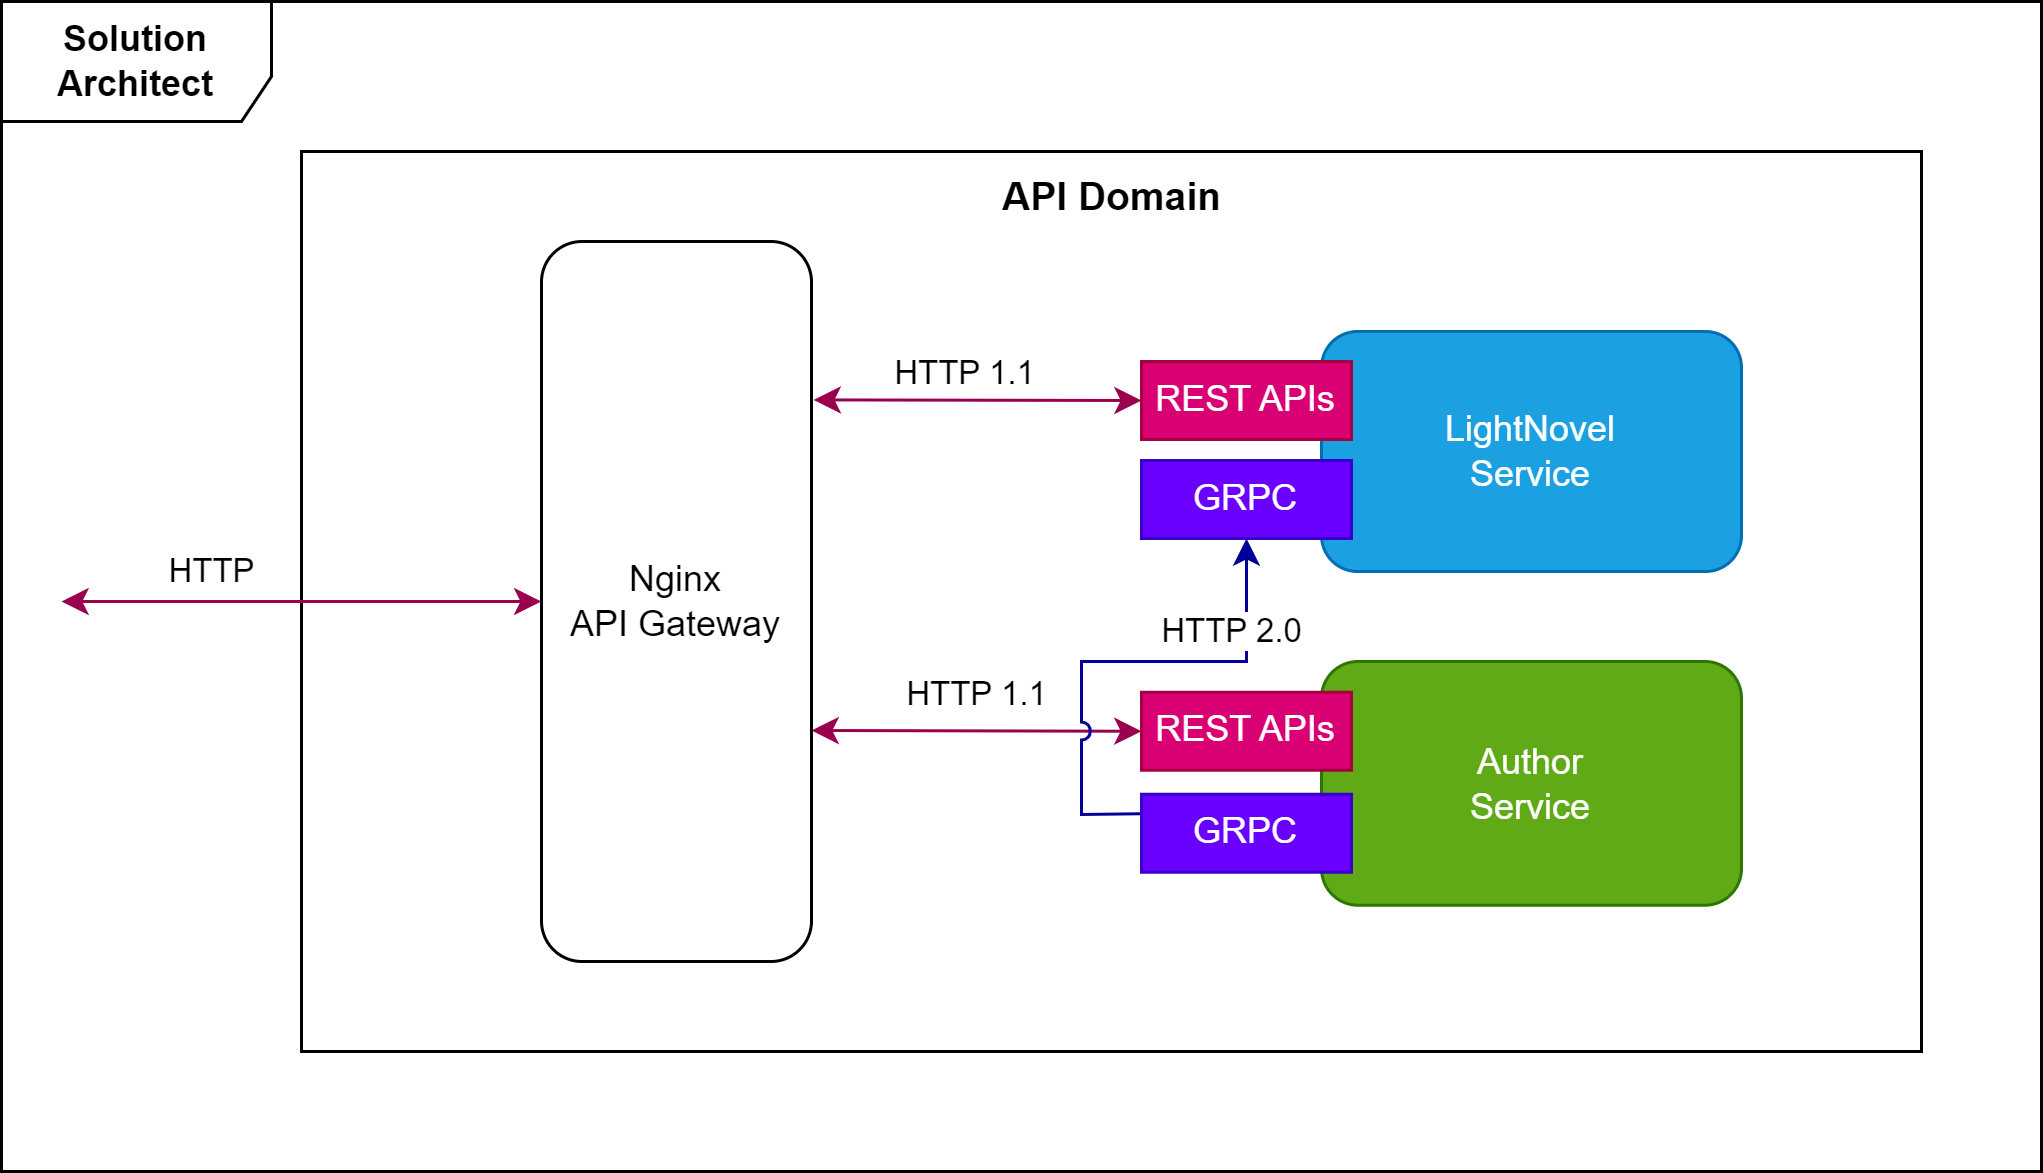 Solution
Architect
API Domain
HTTP 1.1
REST APIs
LightNovel
Service
GRPC
HTTP
Nginx
API Gateway
HTTP 2.0
HTTP 1.1
REST APIs
Author
Service
GRPC